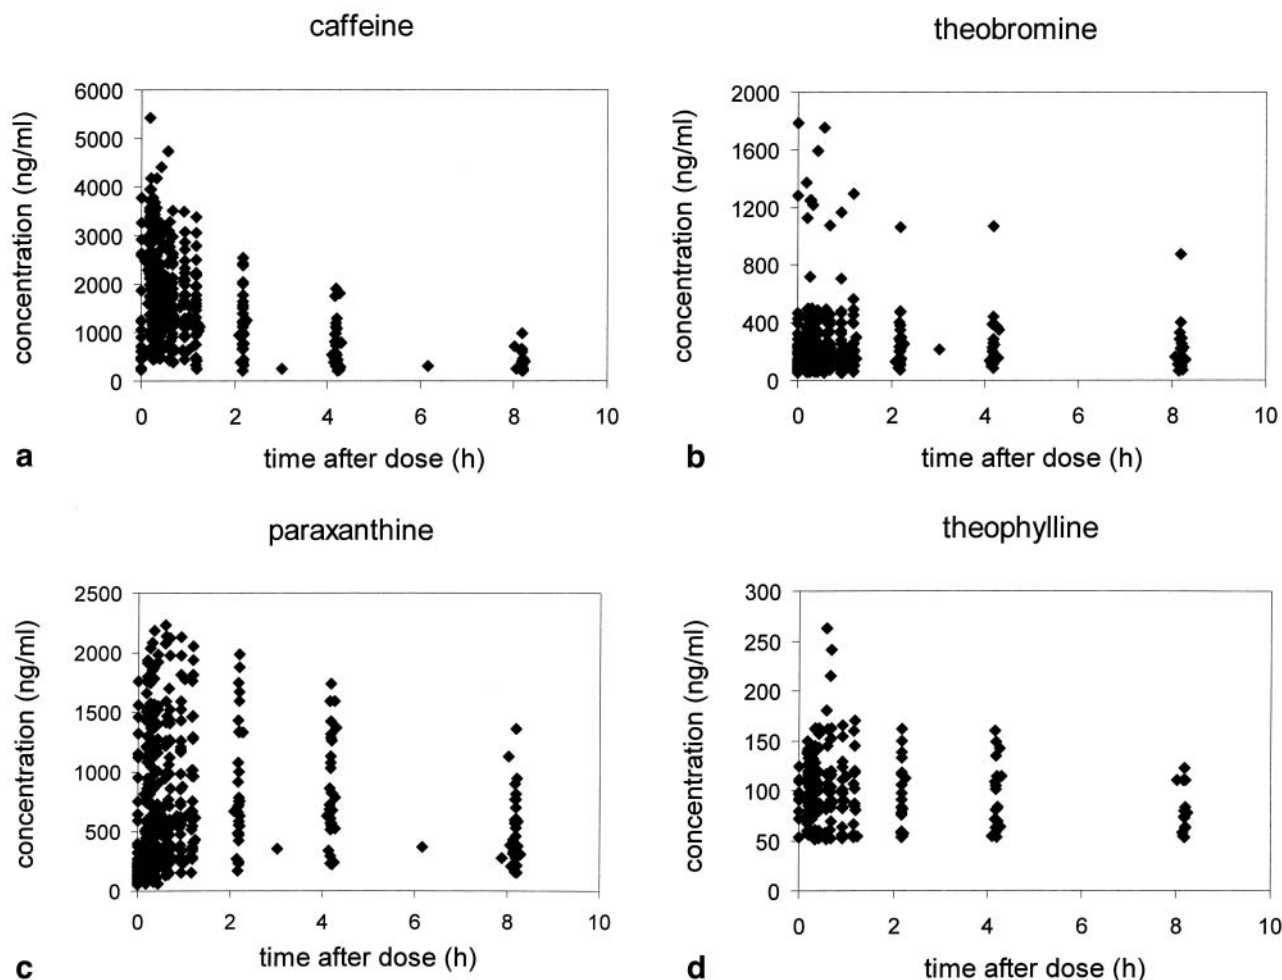 caffeine
concentration (ng/ml)
6000
5000
4000
3000
2000
1000
0
0 2 4 6 8 10
a time after dose (h)
theobromine
concentration (ng/ml)
2000
1600
1200
800
400
0
0 2 4 6 8 10
b time after dose (h)
paraxanthine
concentration (ng/ml)
2500
2000
1500
1000
500
0
0 2 4 6 8 10
c time after dose (h)
theophylline
concentration (ng/ml)
300
250
200
150
100
50
0
0 2 4 6 8 10
d time after dose (h)